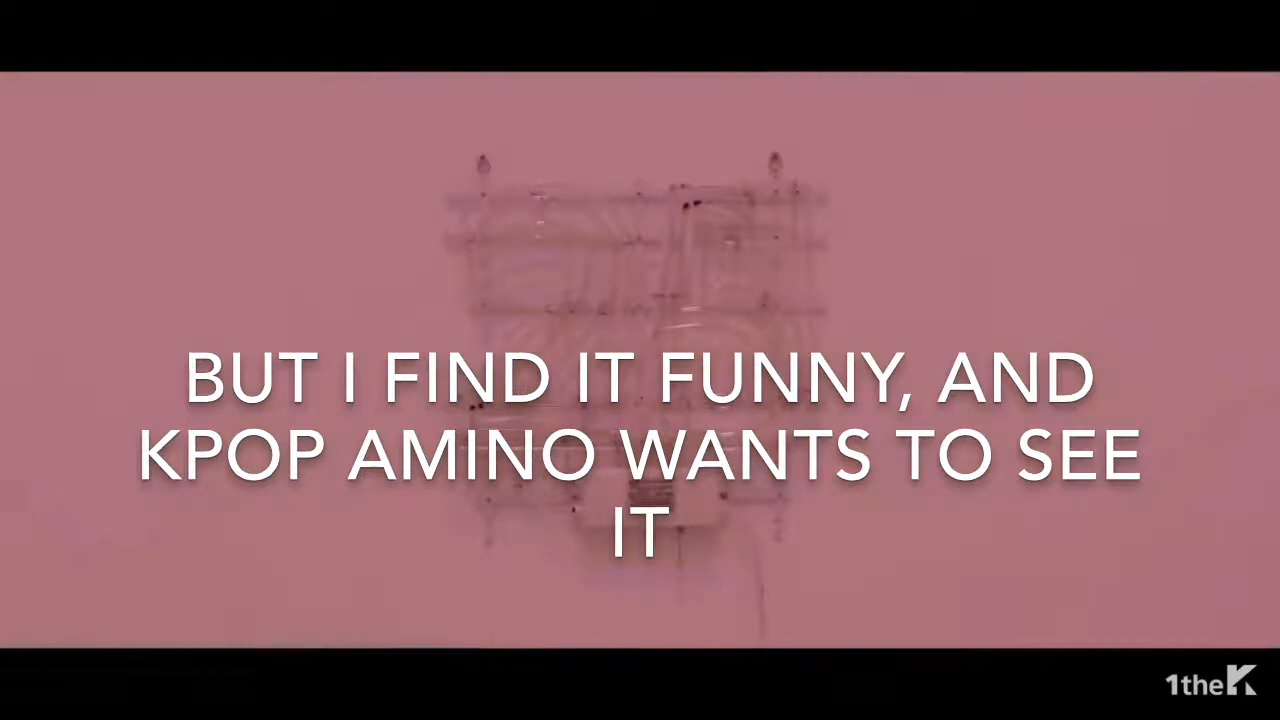 BUT I FIND IT FUNNY, AND
KPOP AMINO WANTS TO SEE
IT
1theK